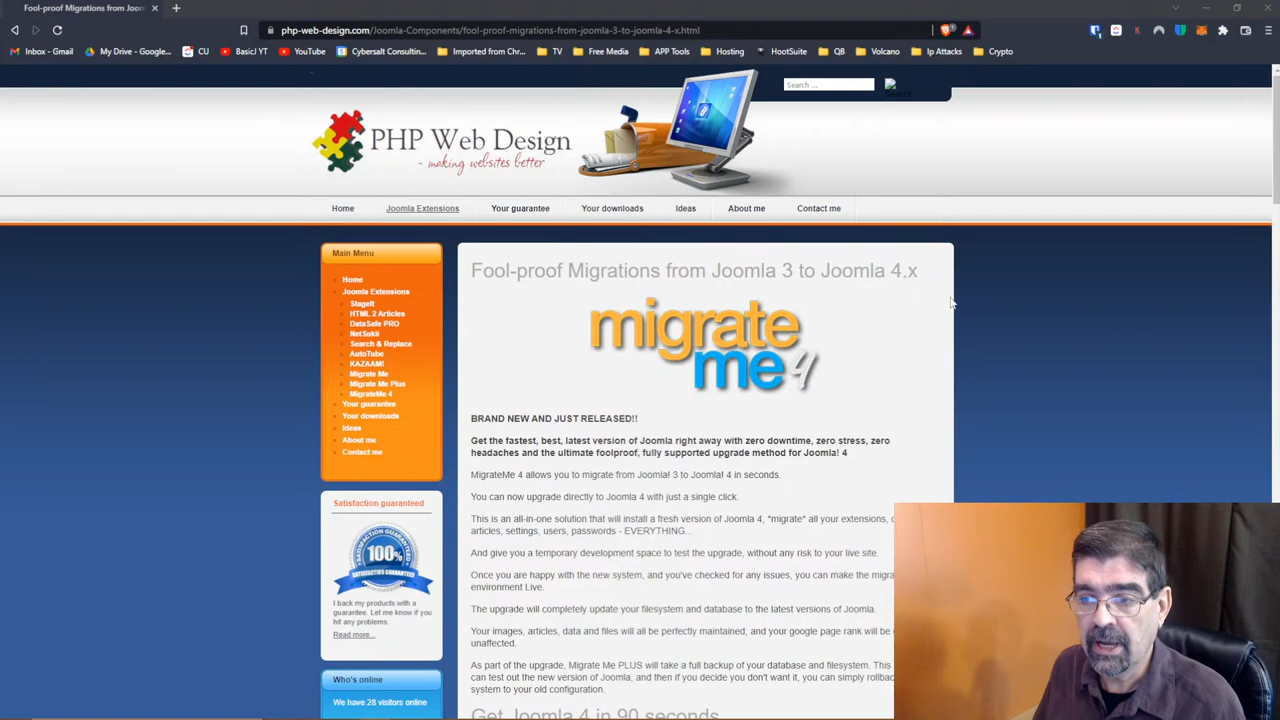 Fool-proof Migrations from Joom
php-web-design.com/Joomla-Components/fool-proof-migrations-from-joomla-3-to-joomla-4-x.html
Inbox - Gmail
My Drive - Google...
CU
BasicJ YT
YouTube
Cybersalt Consultin...
Imported from Chr...
TV
Free Media
APP Tools
Hosting
HootSuite
QB
Volcano
Ip Attacks
Crypto
Search ...
PHP Web Design
- making websites better
Home
Joomla Extensions
Your guarantee
Your downloads
Ideas
About me
Contact me
Main Menu
Home
Joomla Extensions
StageIt
HTML 2 Articles
DataSafe PRO
NetSukii
Search & Replace
AutoTube
KAZAAM!
Migrate Me
Migrate Me Plus
MigrateMe 4
Your guarantee
Your downloads
Ideas
About me
Contact me
Satisfaction guaranteed
100%
I back my products with a
guarantee. Let me know if you
hit any problems.
Read more...
Who's online
We have 28 visitors online
Fool-proof Migrations from Joomla 3 to Joomla 4.x
migrate
me 4
BRAND NEW AND JUST RELEASED!!
Get the fastest, best, latest version of Joomla right away with zero downtime, zero stress, zero
headaches and the ultimate foolproof, fully supported upgrade method for Joomla! 4
MigrateMe 4 allows you to migrate from Joomla! 3 to Joomla! 4 in seconds.
You can now upgrade directly to Joomla 4 with just a single click.
This is an all-in-one solution that will install a fresh version of Joomla 4, *migrate* all your extensions,
articles, settings, users, passwords - EVERYTHING...
And give you a temporary development space to test the upgrade, without any risk to your live site.
Once you are happy with the new system, and you've checked for any issues, you can make the migra
environment Live.
The upgrade will completely update your filesystem and database to the latest versions of Joomla.
Your images, articles, data and files will all be perfectly maintained, and your google page rank will be
unaffected.
As part of the upgrade, Migrate Me PLUS will take a full backup of your database and filesystem. This
can test out the new version of Joomla, and then if you decide you don't want it, you can simply rollback
system to your old configuration.
Get Joomla 4 in 90 seconds